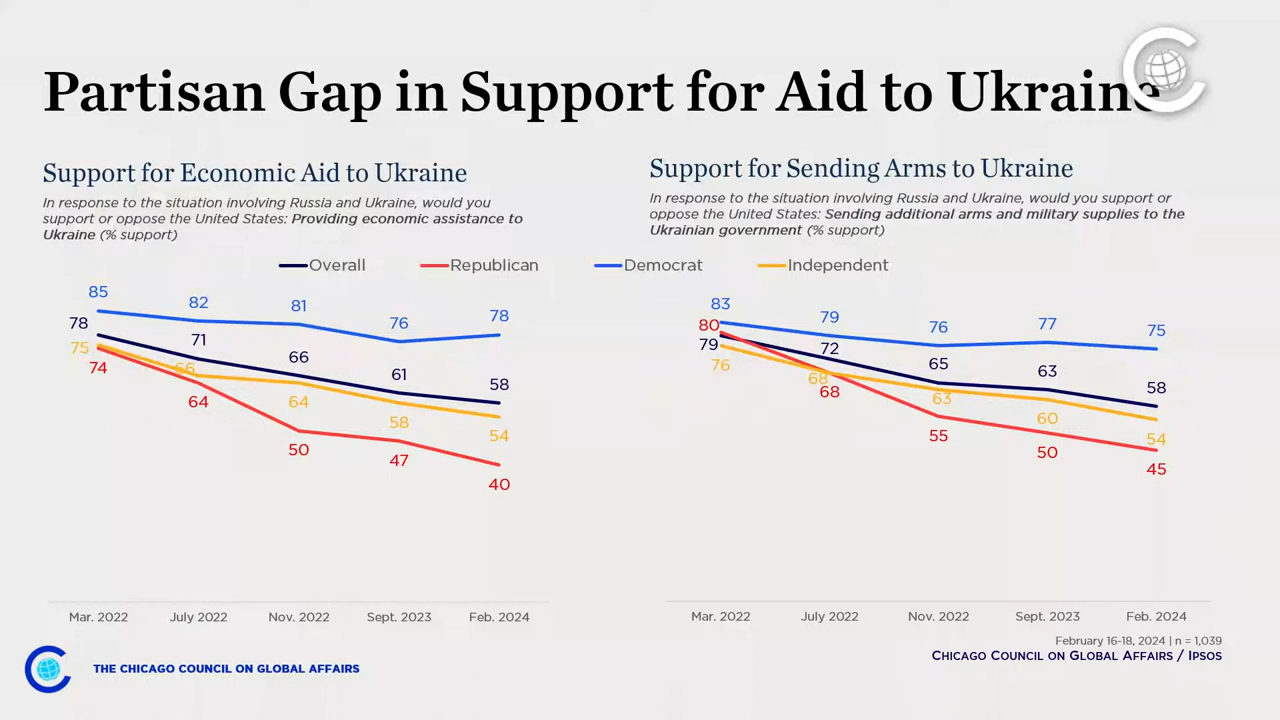 Partisan Gap in Support for Aid to Ukraine
Support for Economic Aid to Ukraine
In response to the situation involving Russia and Ukraine, would you
support or oppose the United States: Providing economic assistance to
Ukraine (% support)
Support for Sending Arms to Ukraine
In response to the situation involving Russia and Ukraine, would you support or
oppose the United States: Sending additional arms and military supplies to the
Ukrainian government (% support)
Overall Republican Democrat Independent
85 82 81 76 78
78 71 66 61 58
75 66 64 58 54
74 64 50 47 40
Mar. 2022 July 2022 Nov. 2022 Sept. 2023 Feb. 2024
83 79 76 77 75
80 68 55 50 45
79 72 65 63 58
76 68 63 60 54
Mar. 2022 July 2022 Nov. 2022 Sept. 2023 Feb. 2024
February 16-18, 2024 | n = 1,039
CHICAGO COUNCIL ON GLOBAL AFFAIRS / IPSOS
THE CHICAGO COUNCIL ON GLOBAL AFFAIRS